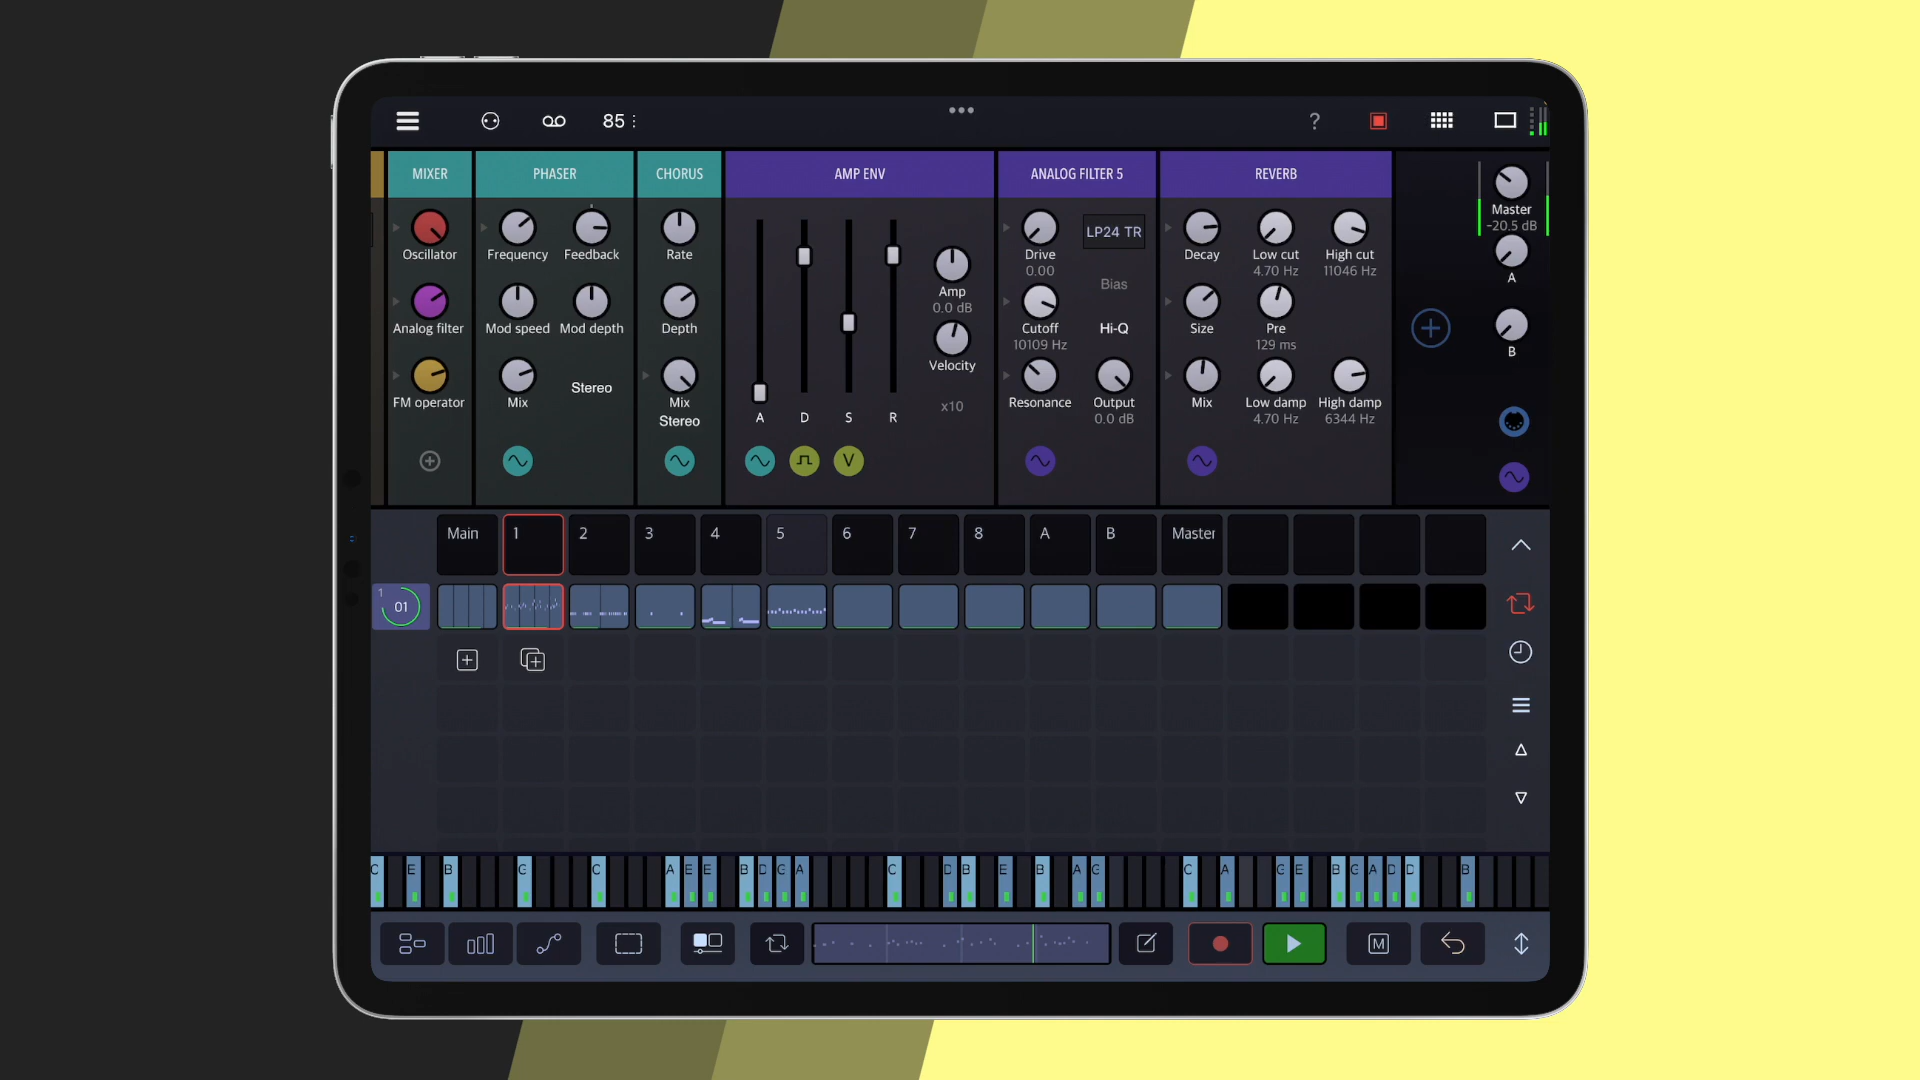 85
?
MIXER PHASER CHORUS AMP ENV ANALOG FILTER 5 REVERB
Oscillator
Analog filter
FM operator
Frequency Feedback
Mod speed Mod depth
Mix Stereo
Rate
Depth
Mix
Stereo
A D S R
Amp
0.0 dB
Velocity
x10
Drive
0.00
LP24 TR
Bias
Cutoff
10109 Hz
Hi-Q
Resonance
Output
0.0 dB
V
Decay
Low cut
4.70 Hz
High cut
11046 Hz
Size
Pre
129 ms
Mix
Low damp
4.70 Hz
High damp
6344 Hz
Master
-20.5 dB
A
B
Main 1 2 3 4 5 6 7 8 A B Master
1
01
C E B G C A E E B D G A C D B E B A G C A G E B G A D D B
M